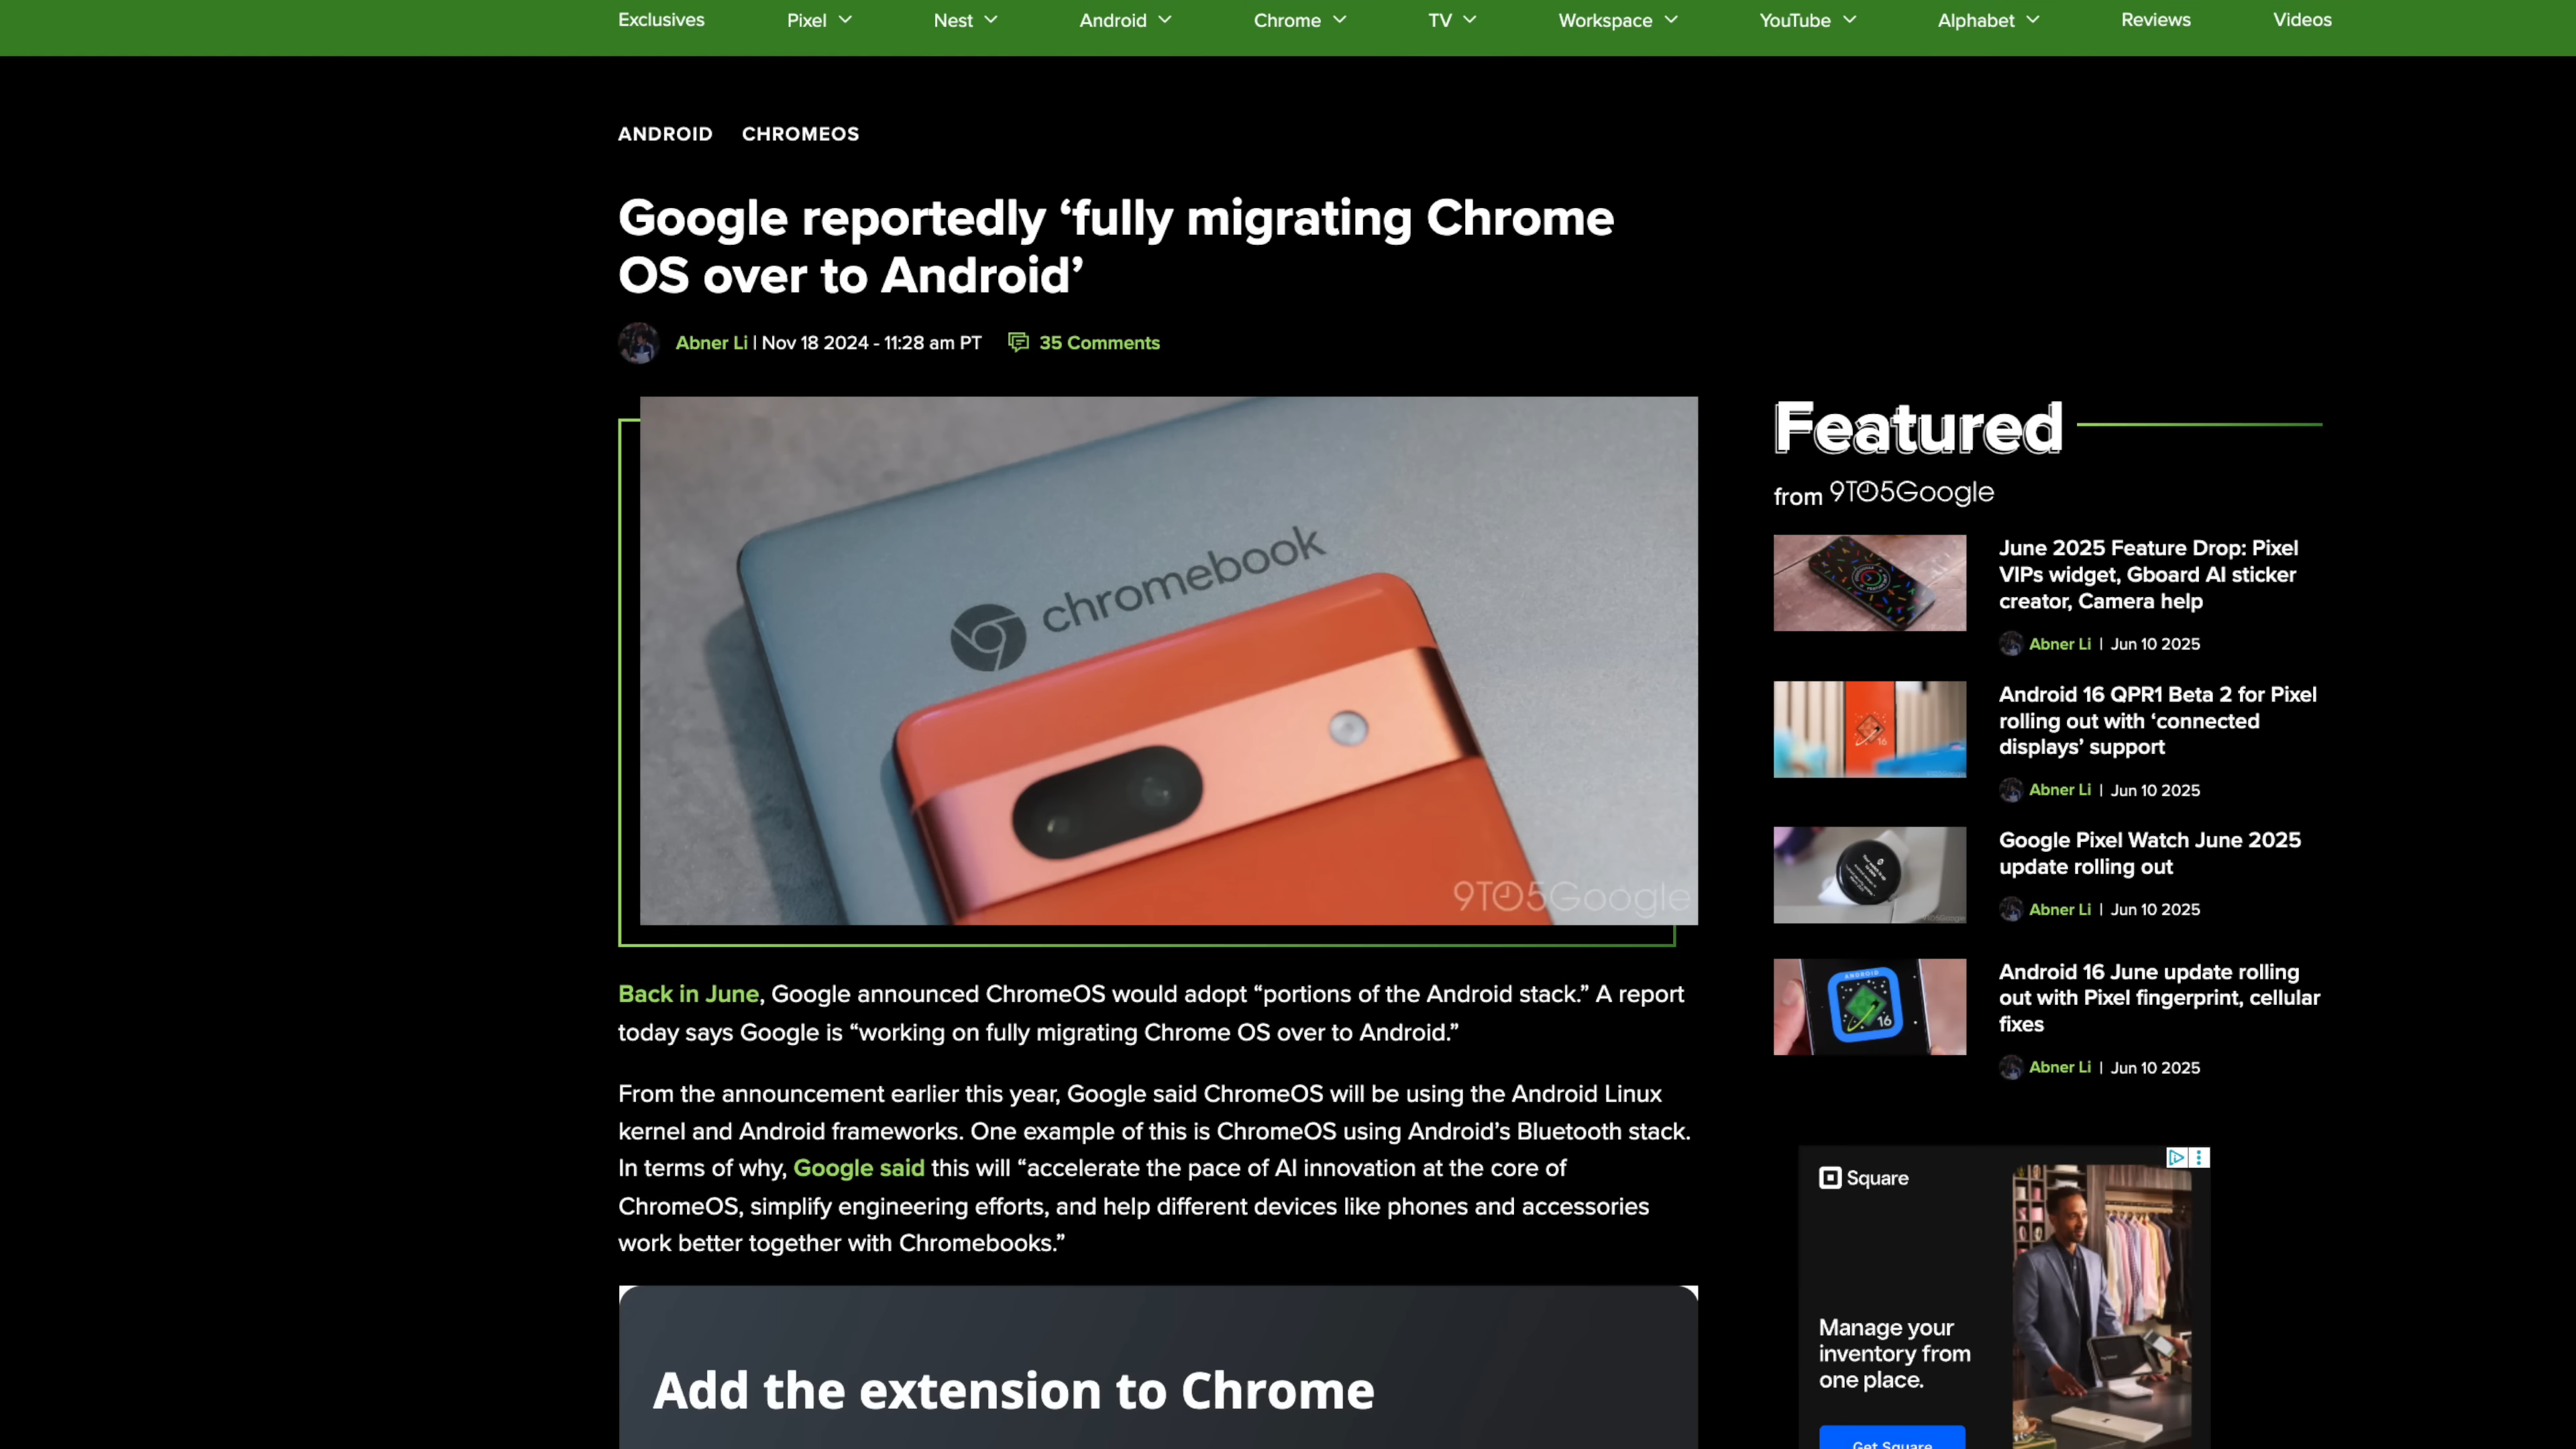 Exclusives Pixel Nest Android Chrome TV Workspace YouTube Alphabet Reviews Videos
ANDROID CHROMEOS
Google reportedly ‘fully migrating Chrome
OS over to Android’
Abner Li | Nov 18 2024 - 11:28 am PT 35 Comments
chromebook
9TO5Google
Back in June, Google announced ChromeOS would adopt “portions of the Android stack.” A report
today says Google is “working on fully migrating Chrome OS over to Android.”
From the announcement earlier this year, Google said ChromeOS will be using the Android Linux
kernel and Android frameworks. One example of this is ChromeOS using Android’s Bluetooth stack.
In terms of why, Google said this will “accelerate the pace of AI innovation at the core of
ChromeOS, simplify engineering efforts, and help different devices like phones and accessories
work better together with Chromebooks.”
Add the extension to Chrome
Featured
from 9TO5Google
June 2025 Feature Drop: Pixel
VIPs widget, Gboard AI sticker
creator, Camera help
Abner Li | Jun 10 2025
16
Android 16 QPR1 Beta 2 for Pixel
rolling out with ‘connected
displays’ support
Abner Li | Jun 10 2025
Google Pixel Watch June 2025
update rolling out
Abner Li | Jun 10 2025
ANDROID
16
Android 16 June update rolling
out with Pixel fingerprint, cellular
fixes
Abner Li | Jun 10 2025
Square
Manage your
inventory from
one place.
Get Square